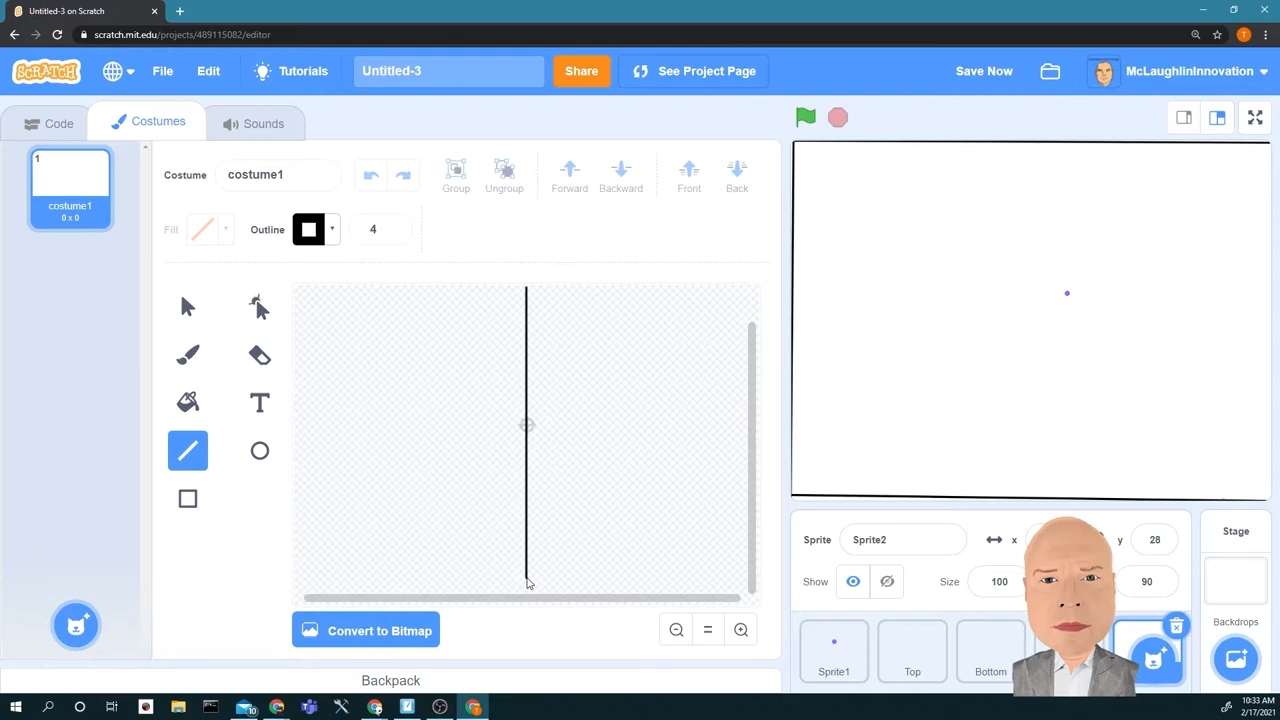 Untitled-3 on Scratch
scratch.mit.edu/projects/489115082/editor
T
SCRATCH
File
Edit
Tutorials
Untitled-3
Share
See Project Page
Save Now
McLaughlinInnovation
Code
Costumes
Sounds
1
costume1
0 x 0
Costume
costume1
Group
Ungroup
Forward
Backward
Front
Back
Fill
Outline
4
Convert to Bitmap
Backpack
Sprite
Sprite2
x
y
28
Show
Size
100
90
Sprite1
Top
Bottom
Stage
Backdrops
10:33 AM
2/17/2021